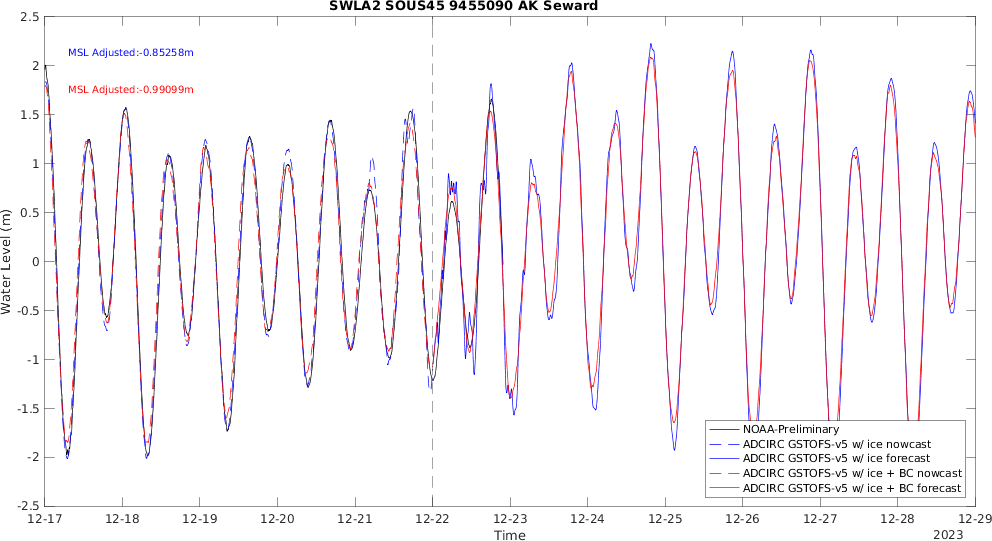 SWLA2 SOUS45 9455090 AK Seward
MSL Adjusted:-0.85258m
MSL Adjusted:-0.99099m
Water Level (m)
2.5
2
1.5
1
0.5
0
-0.5
-1
-1.5
-2
-2.5
NOAA-Preliminary
ADCIRC GSTOFS-v5 w/ ice nowcast
ADCIRC GSTOFS-v5 w/ ice forecast
ADCIRC GSTOFS-v5 w/ ice + BC nowcast
ADCIRC GSTOFS-v5 w/ ice + BC forecast
12-17 12-18 12-19 12-20 12-21 12-22 12-23 12-24 12-25 12-26 12-27 12-28 12-29
Time
2023